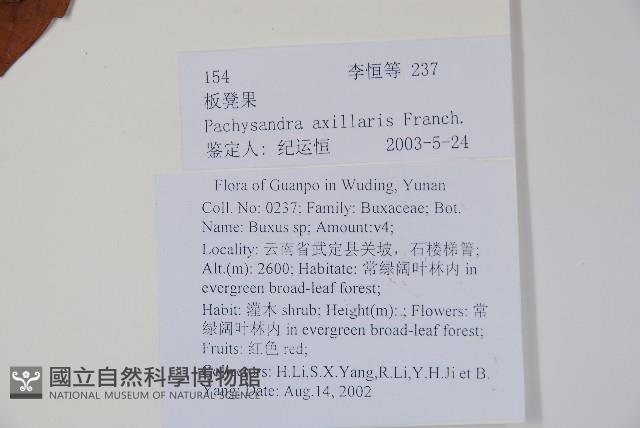 154 李恒等 237
板凳果
Pachysandra axillaris Franch.
鉴定人: 纪运恒 2003-5-24
Flora of Guanpo in Wuding, Yunan
Coll. No: 0237; Family: Buxaceae; Bot.
Name: Buxus sp; Amount:v4;
Locality: 云南省武定县关坡，石楼梯箐;
Alt.(m): 2600; Habitate: 常绿阔叶林内 in
evergreen broad-leaf forest;
Habit: 灌木 shrub; Height(m):.; Flowers: 常
绿阔叶林内 in evergreen broad-leaf forest;
Fruits: 红色 red;
H.Li,S.X.Yang,R.Li,Y.H.Ji et B.
Yang; Date: Aug.14, 2002
國立自然科學博物館
NATIONAL MUSEUM OF NATURAL SCIENCE